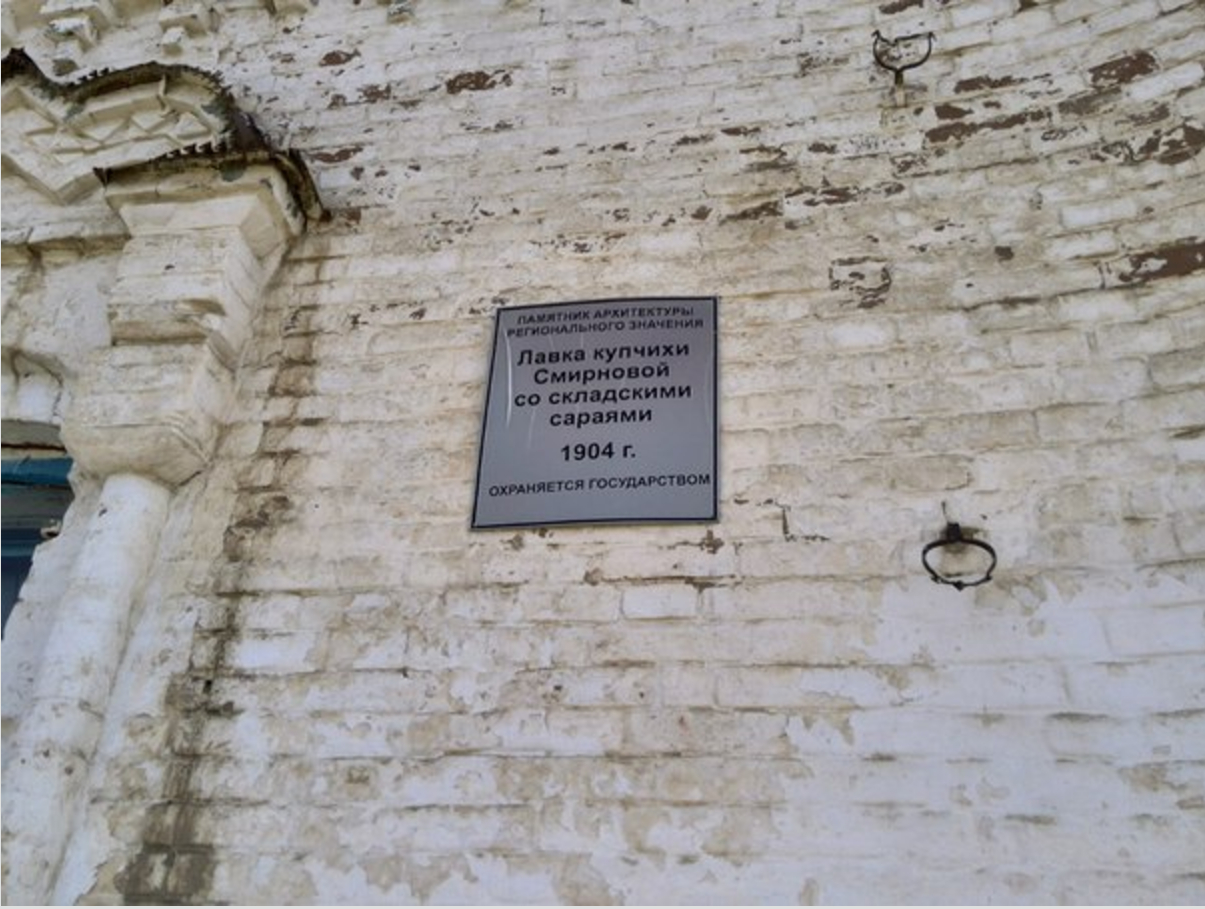 ПАМЯТНИК АРХИТЕКТУРЫ
РЕГИОНАЛЬНОГО ЗНАЧЕНИЯ
Лавка купчихи
Смирновой
со складскими
сараями
1904 г.
ОХРАНЯЕТСЯ ГОСУДАРСТВОМ